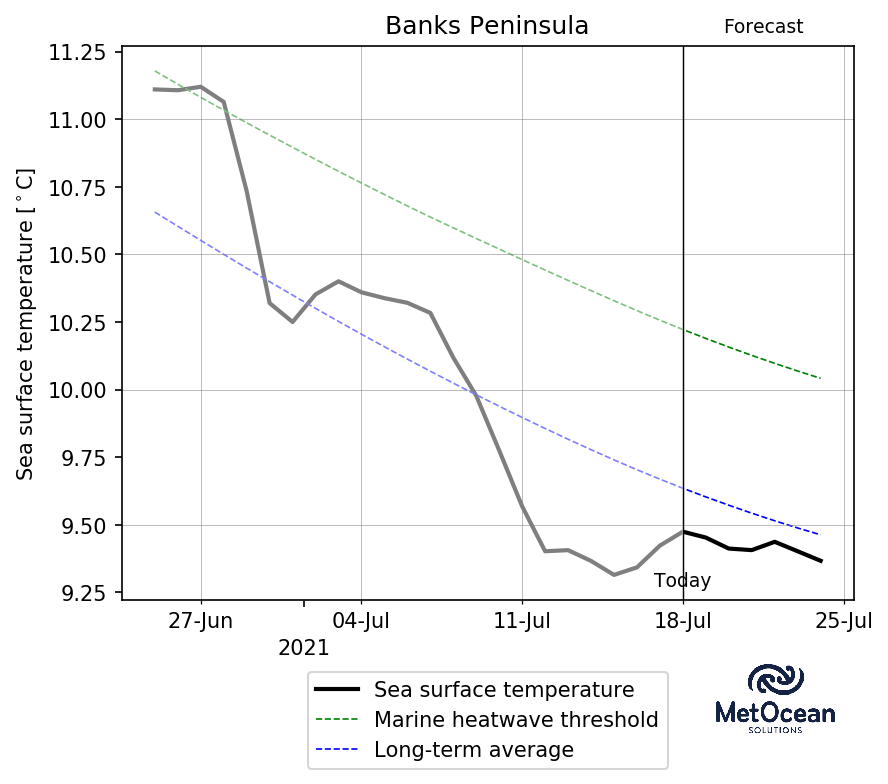 Banks Peninsula
Forecast
Sea surface temperature [°C]
11.25
11.00
10.75
10.50
10.25
10.00
9.75
9.50
9.25
Today
27-Jun
04-Jul
11-Jul
18-Jul
25-Jul
2021
Sea surface temperature
Marine heatwave threshold
Long-term average
MetOcean
SOLUTIONS